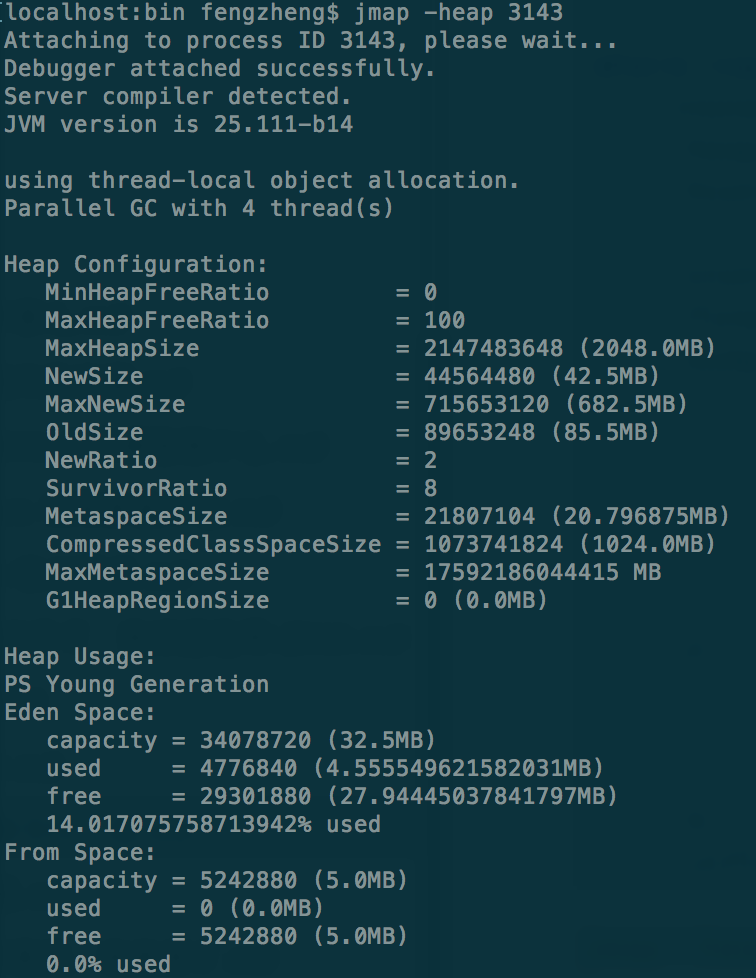 [localhost:bin fengzheng$ jmap -heap 3143
Attaching to process ID 3143, please wait...
Debugger attached successfully.
Server compiler detected.
JVM version is 25.111-b14

using thread-local object allocation.
Parallel GC with 4 thread(s)

Heap Configuration:
   MinHeapFreeRatio         = 0
   MaxHeapFreeRatio         = 100
   MaxHeapSize              = 2147483648 (2048.0MB)
   NewSize                  = 44564480 (42.5MB)
   MaxNewSize               = 715653120 (682.5MB)
   OldSize                  = 89653248 (85.5MB)
   NewRatio                 = 2
   SurvivorRatio            = 8
   MetaspaceSize            = 21807104 (20.796875MB)
   CompressedClassSpaceSize = 1073741824 (1024.0MB)
   MaxMetaspaceSize         = 17592186044415 MB
   G1HeapRegionSize         = 0 (0.0MB)

Heap Usage:
PS Young Generation
Eden Space:
   capacity = 34078720 (32.5MB)
   used     = 4776840 (4.555549621582031MB)
   free     = 29301880 (27.94445037841797MB)
   14.017075758713942% used
From Space:
   capacity = 5242880 (5.0MB)
   used     = 0 (0.0MB)
   free     = 5242880 (5.0MB)
   0.0% used